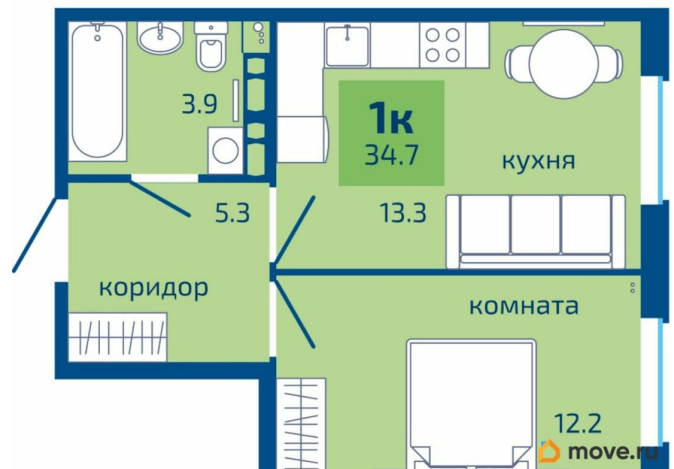 3.9
1к
34.7
кухня
5.3
13.3
коридор
комната
12.2
move.ru